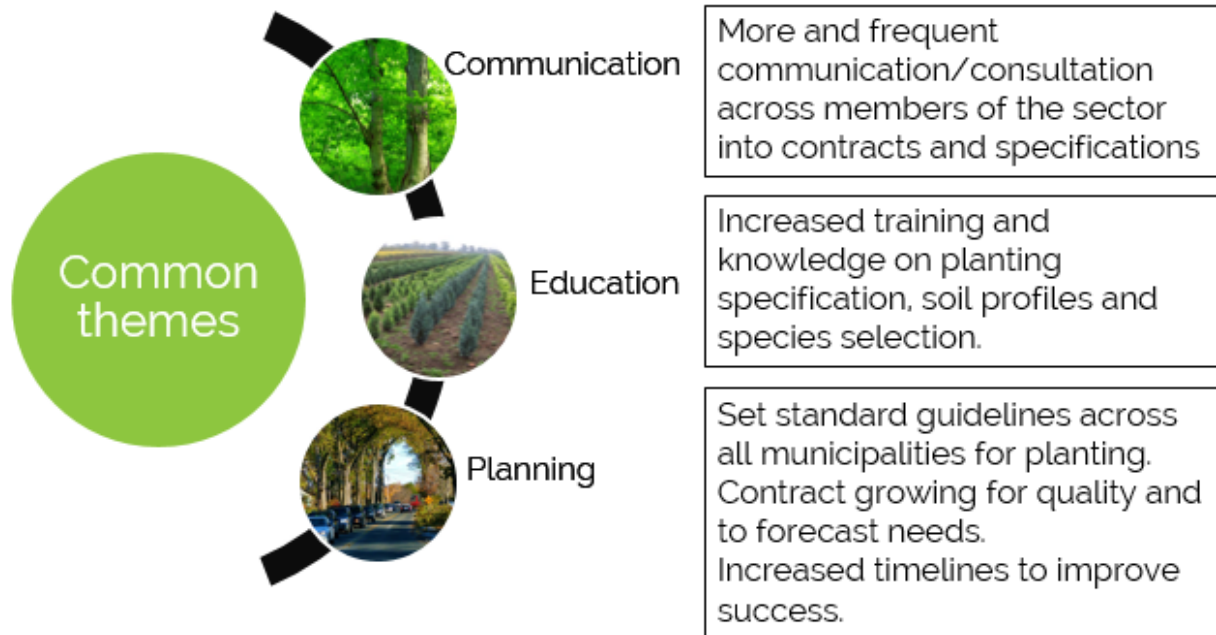 Common
themes
Communication
More and frequent
communication/consultation
across members of the sector
into contracts and specifications
Education
Increased training and
knowledge on planting
specification, soil profiles and
species selection.
Planning
Set standard guidelines across
all municipalities for planting.
Contract growing for quality and
to forecast needs.
Increased timelines to improve
success.